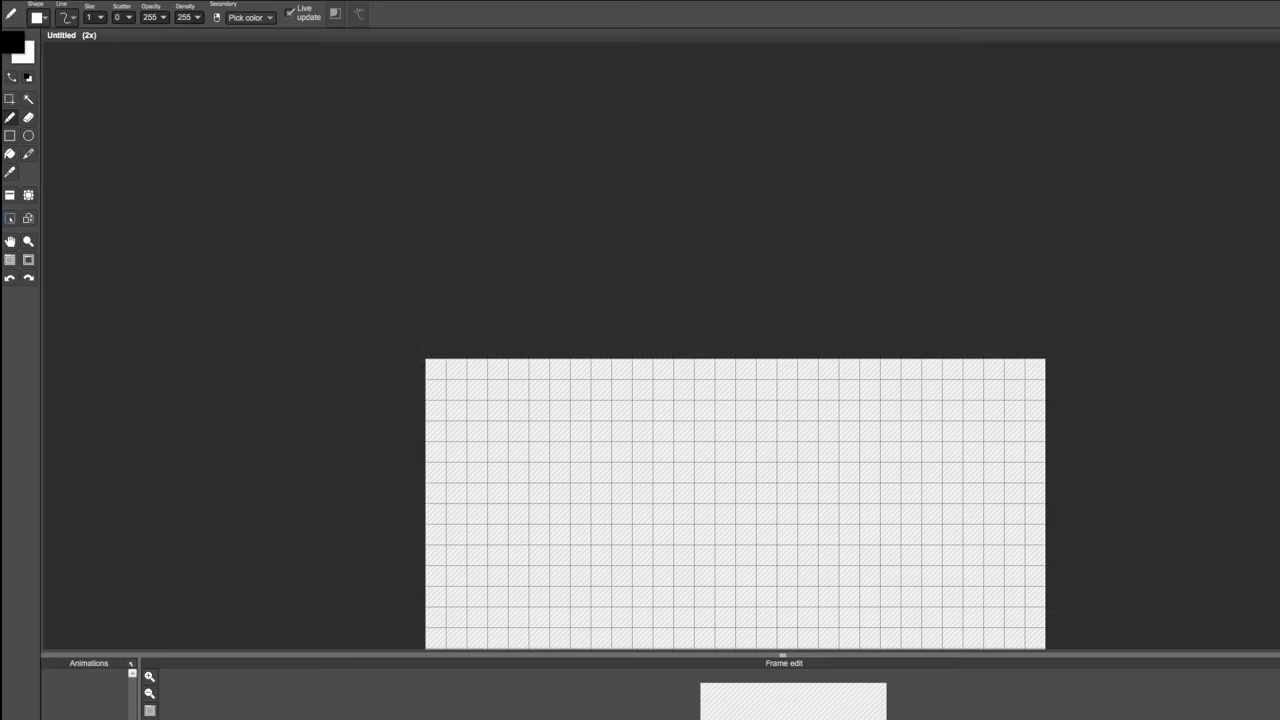 Shape Line Size Scatter Opacity Density Secondary
1 0 255 255 Pick color Live update
Untitled (2x)
Animations Frame edit